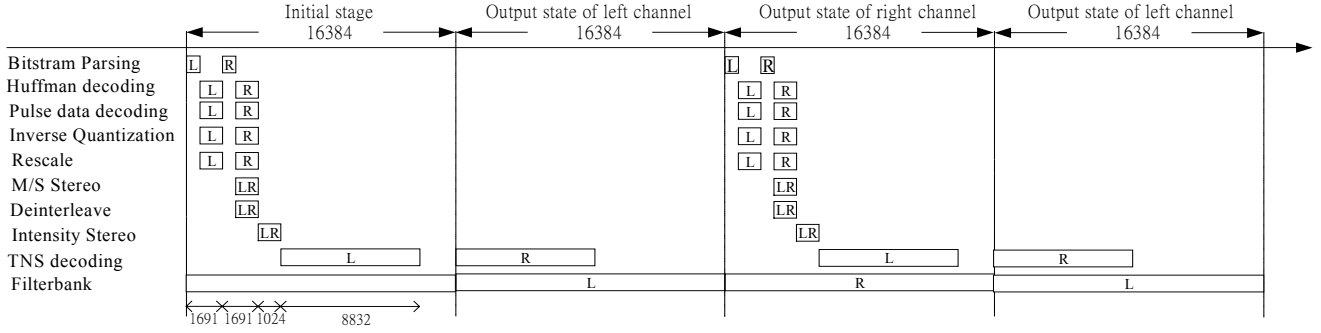 Initial stage Output state of left channel Output state of right channel Output state of left channel
16384 16384 16384 16384
Bitstram Parsing L R L R
Huffman decoding L R L R
Pulse data decoding L R L R
Inverse Quantization L R L R
Rescale L R L R
M/S Stereo LR LR
Deinterleave LR LR
Intensity Stereo LR LR
TNS decoding L R L R
Filterbank L R L
1691 1691 1024 8832